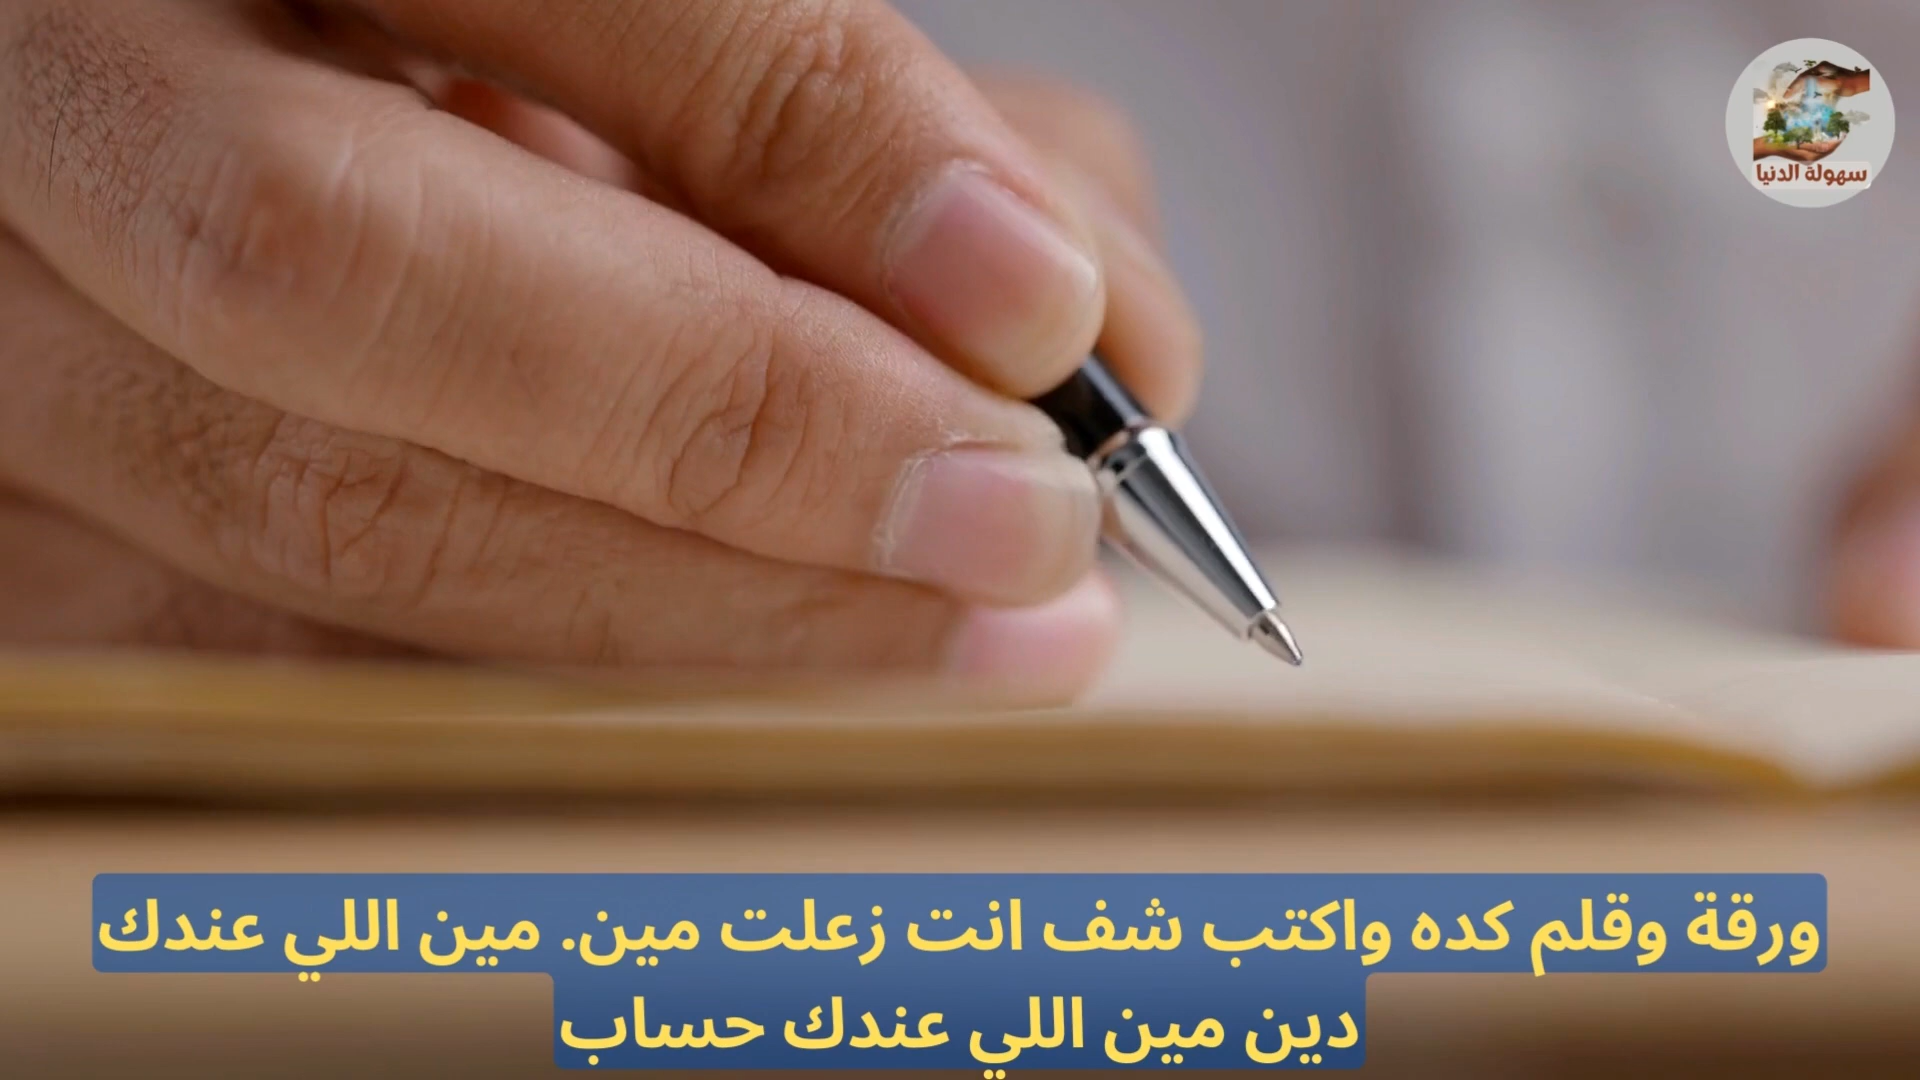 سهولة الدنيا
ورقة وقلم كده واكتب شف انت زعلت مين. مين اللي عندك
دين مين اللي عندك حساب